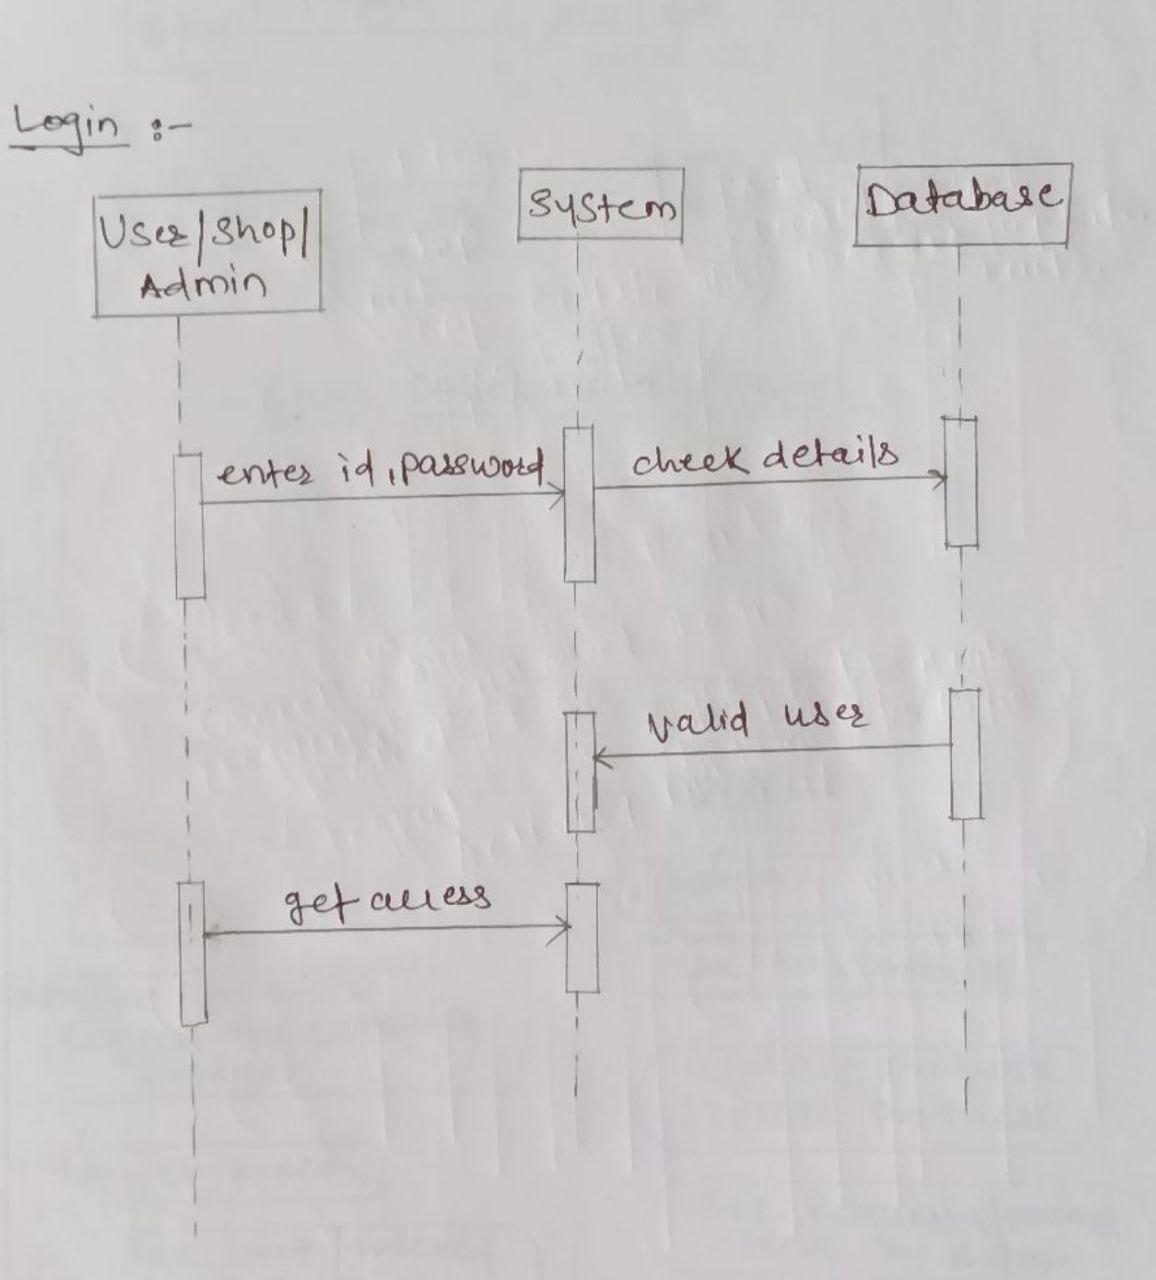 Login :-
User/Shop/
Admin
System
Database
enter id, password
check details
valid user
get access